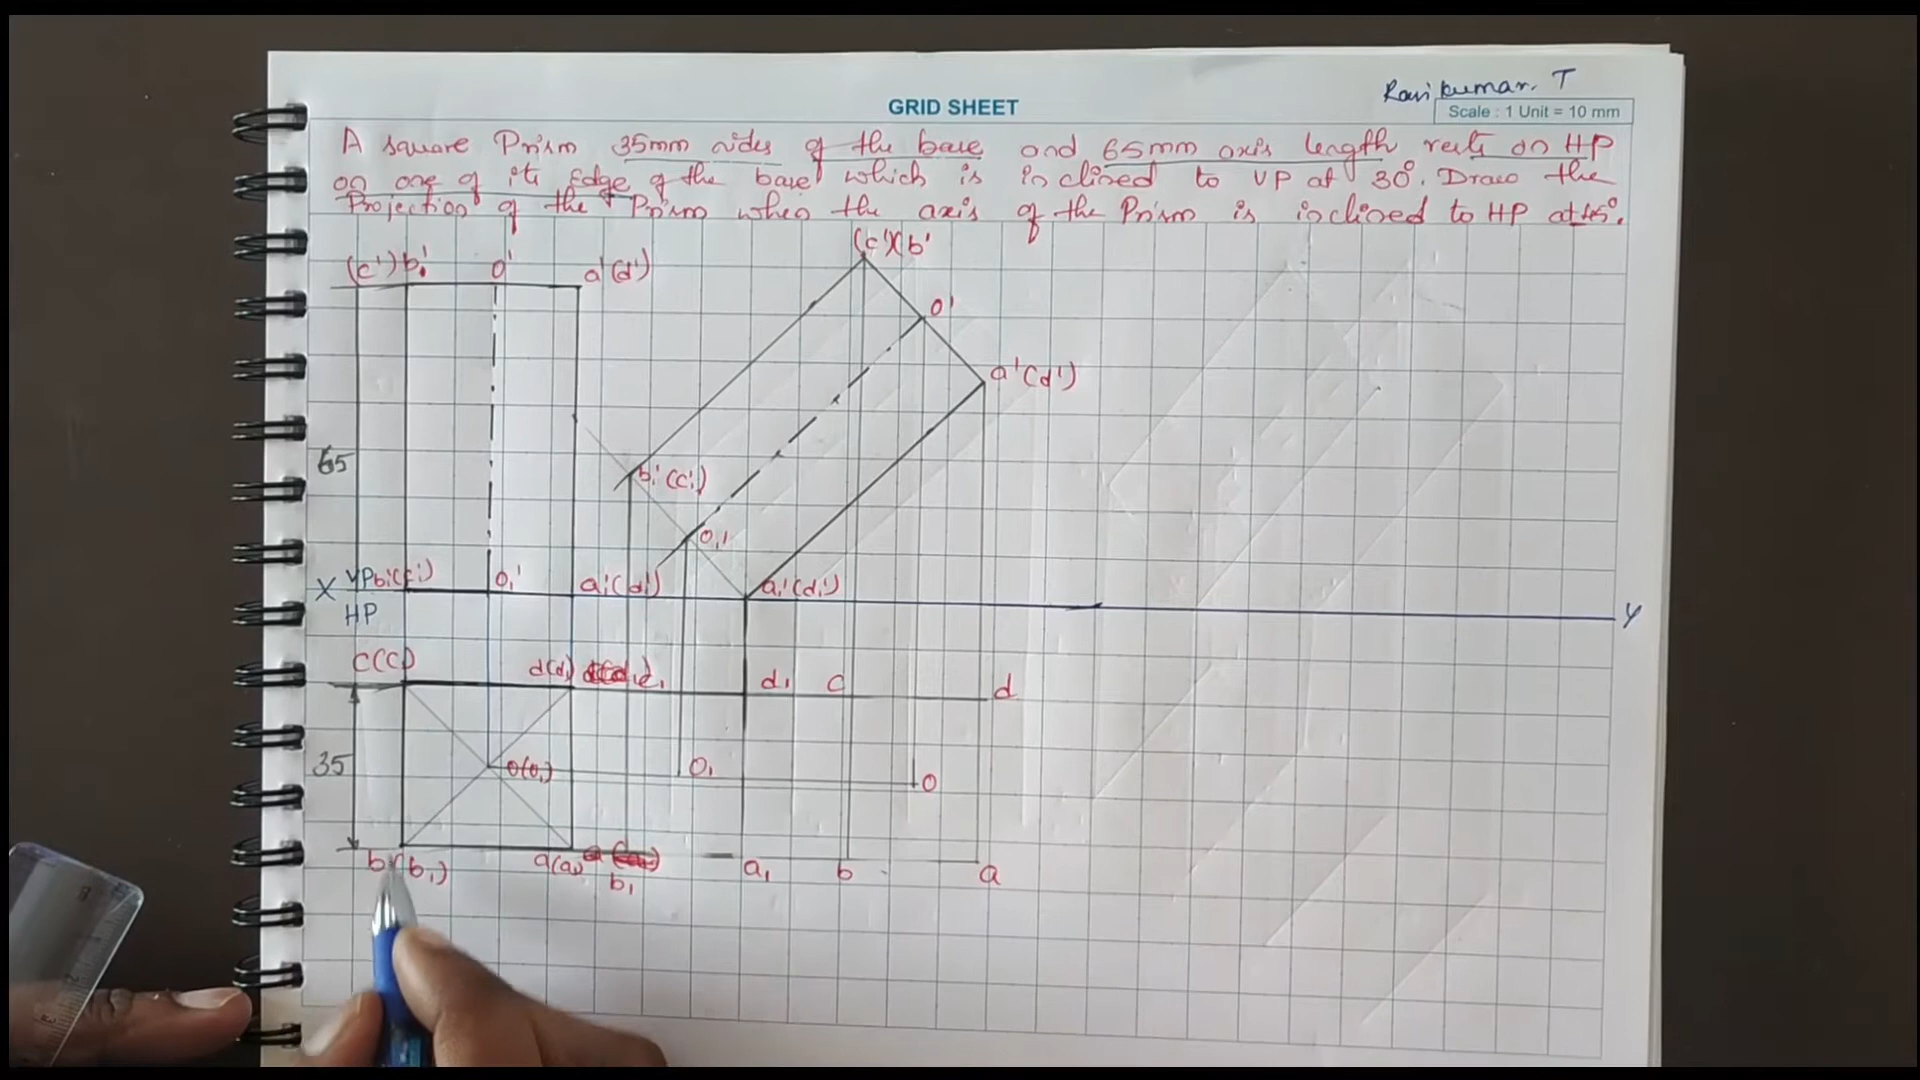 Ravikumar. T
GRID SHEET
Scale : 1 Unit = 10 mm
A square Prism 35mm sides of the base and 65mm axis length rests on HP
on one of its Edge of the base which is inclined to VP at 30°. Draw the
Projection of the Prism when the axis of the Prism is inclined to HP at 45°.
(c')(b'
(c') b' o' a'(d')
o'
a'(d')
65
b₁'(c₁')
o₁'
X VP b₁'(c₁') o₁' a₁'(d₁') a₁'(d₁')
HP Y
c(c₁) d(d₁) c₁ d₁ c d
35 o(o₁) o₁ o
b(b₁) a(a₁) b₁ a₁ b a